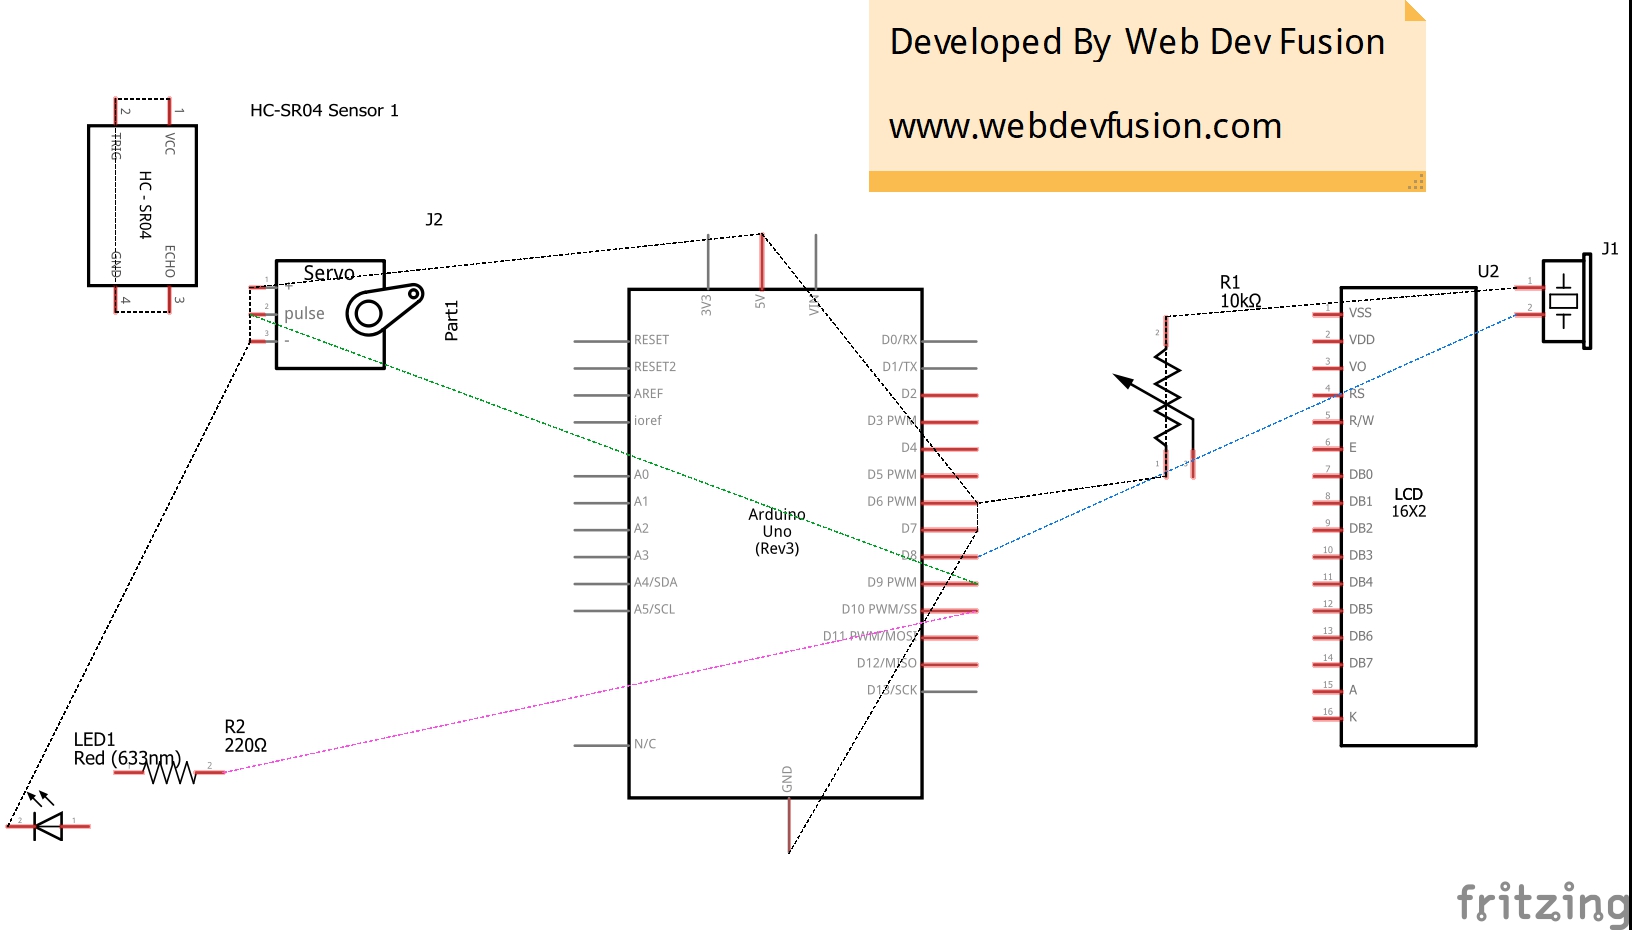 Developed By Web Dev Fusion
www.webdevfusion.com
HC-SR04 Sensor 1
2
1
TRIG
VCC
HC - SR04
GND
ECHO
4
3
J2
Servo
1
+
2
pulse
3
-
Part1
3V3
5V
VIN
RESET
RESET2
AREF
ioref
A0
A1
A2
A3
A4/SDA
A5/SCL
N/C
Arduino
Uno
(Rev3)
D0/RX
D1/TX
D2
D3 PWM
D4
D5 PWM
D6 PWM
D7
D8
D9 PWM
D10 PWM/SS
D11 PWM/MOSI
D12/MISO
D13/SCK
GND
R1
10kΩ
2
1
U2
1 VSS
2 VDD
3 VO
4 RS
5 R/W
6 E
7 DB0
8 DB1
9 DB2
10 DB3
11 DB4
12 DB5
13 DB6
14 DB7
15 A
16 K
LCD
16X2
J1
1
2
LED1
Red (633nm)
R2
220Ω
2
2
1
fritzing